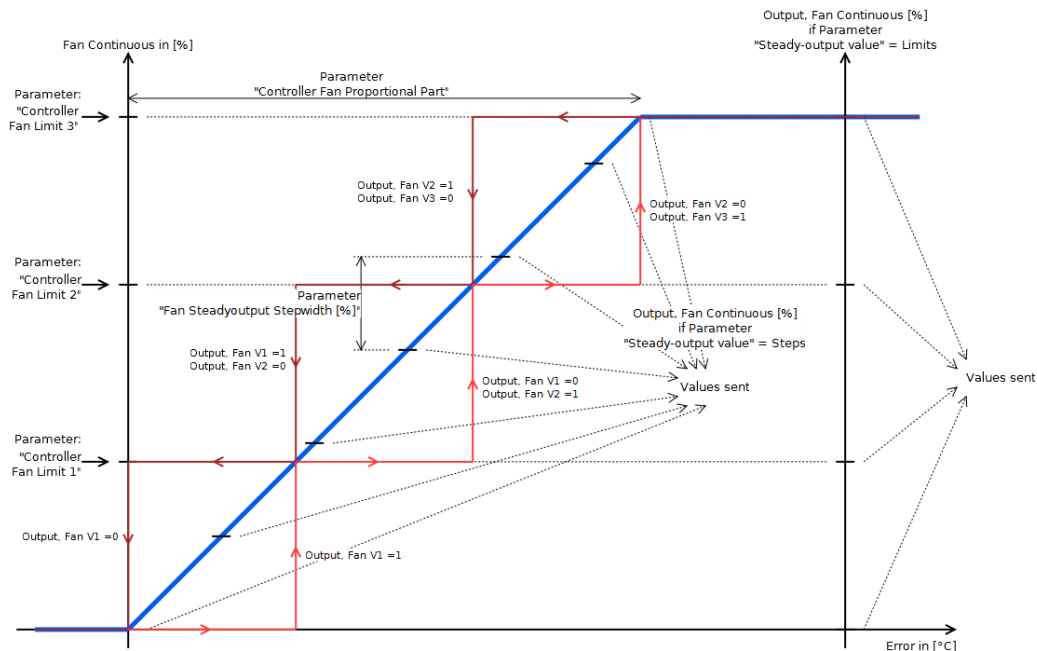 Output, Fan Continuous [%]
if Parameter
"Steady-output value" = Limits
Fan Continuous in [%]
Parameter
"Controller Fan Proportional Part"
Parameter:
"Controller
Fan Limit 3"
Output, Fan V2 =1
Output, Fan V3 =0
Output, Fan V2 =0
Output, Fan V3 =1
Parameter:
"Controller
Fan Limit 2"
Parameter
"Fan Steadyoutput Stepwidth [%]"
Output, Fan Continuous [%]
if Parameter
"Steady-output value" = Steps
Output, Fan V1 =1
Output, Fan V2 =0
Output, Fan V1 =0
Output, Fan V2 =1
Values sent
Values sent
Parameter:
"Controller
Fan Limit 1"
Output, Fan V1 =0
Output, Fan V1 =1
Error in [°C]